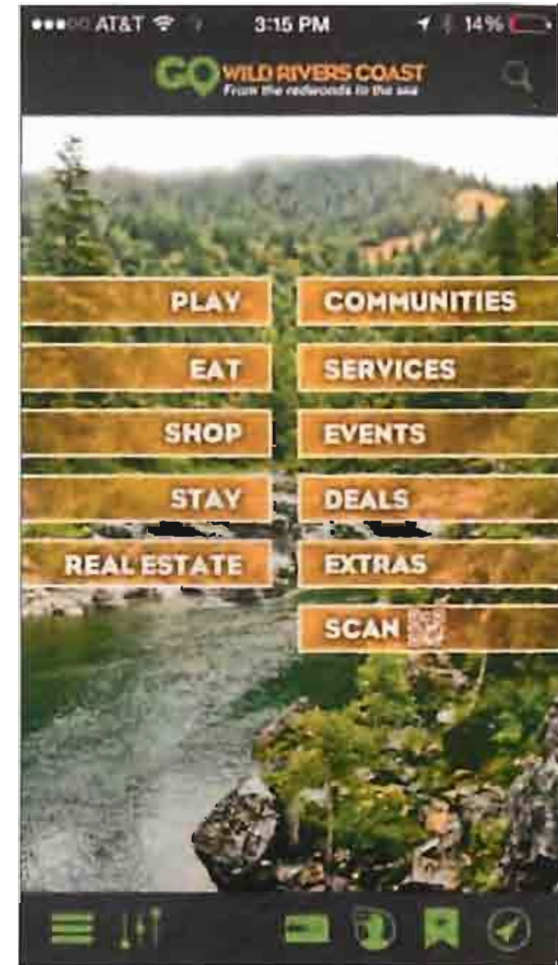 AT&T 3:15 PM 14%
GO WILD RIVERS COAST
From the redwoods to the sea
PLAY COMMUNITIES
EAT SERVICES
SHOP EVENTS
STAY DEALS
REAL ESTATE EXTRAS
SCAN